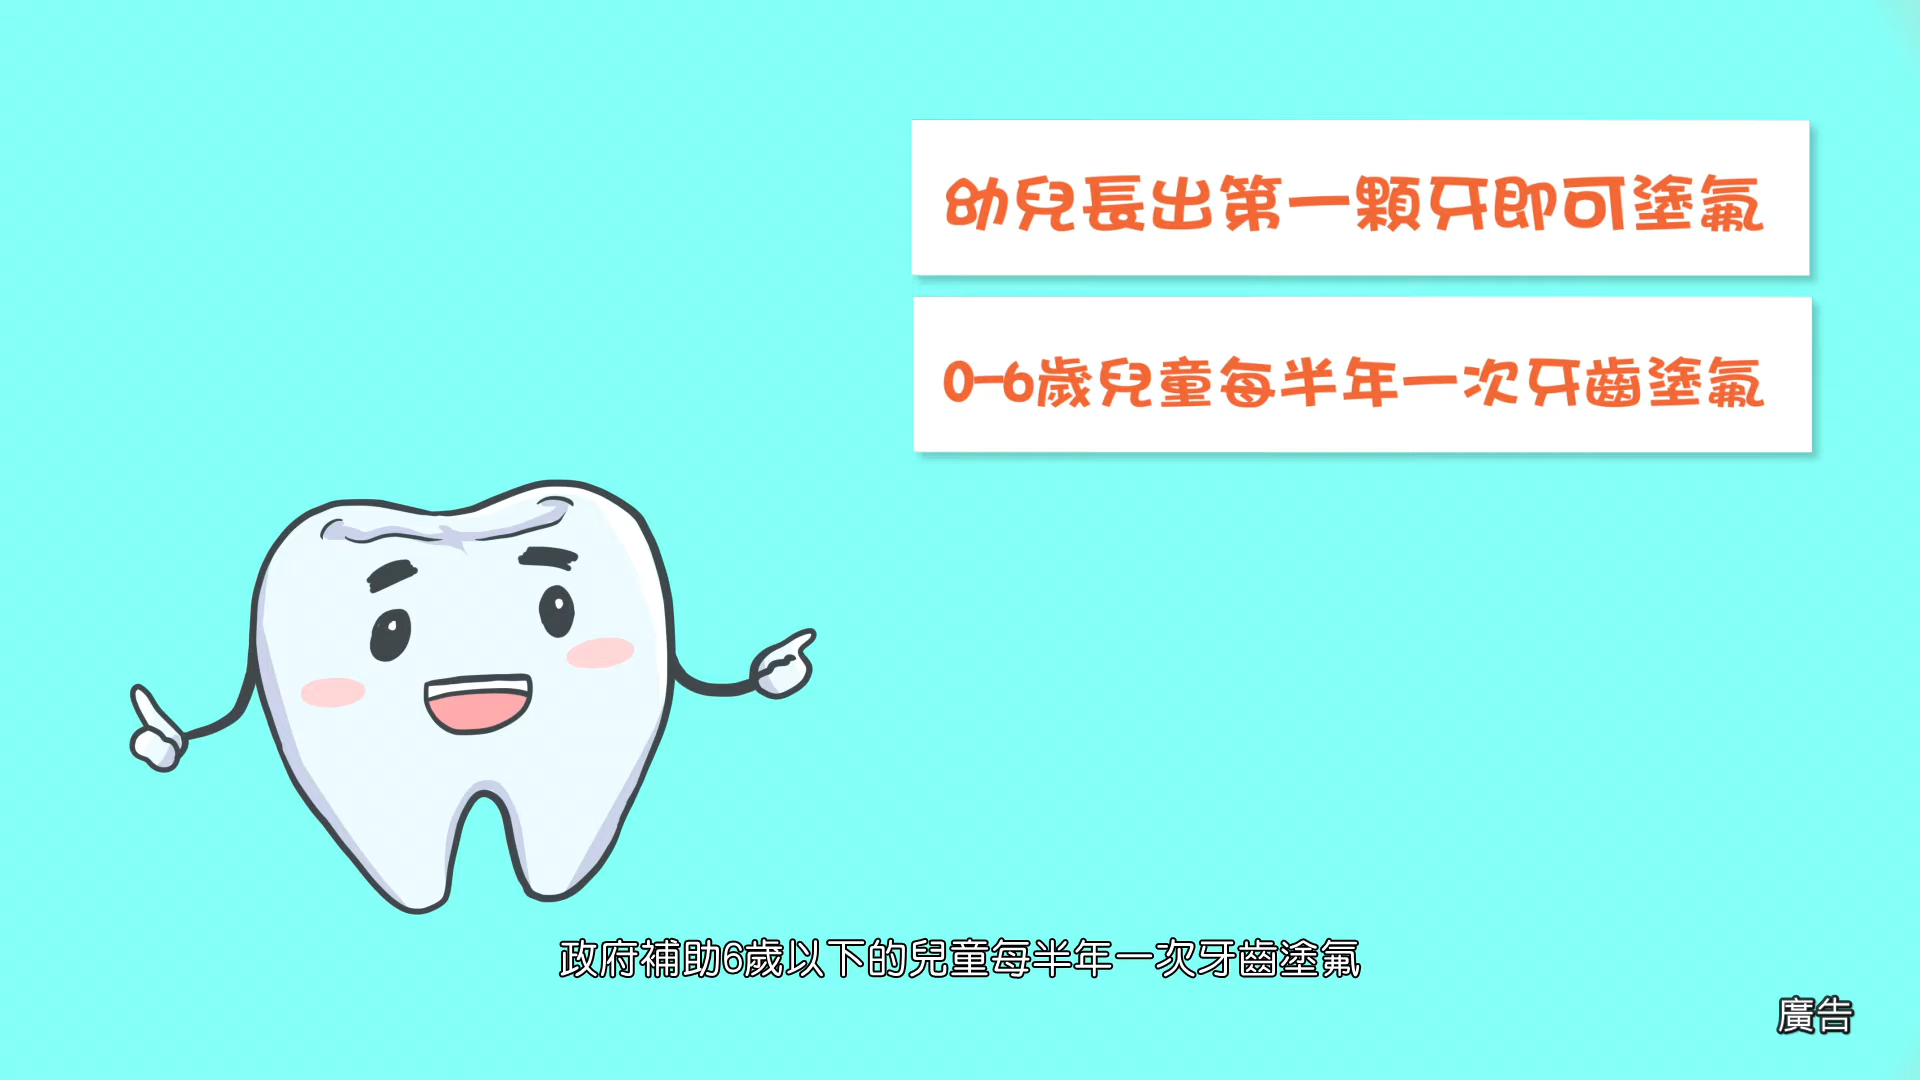 幼兒長出第一顆牙即可塗氟
0-6歲兒童每半年一次牙齒塗氟
政府補助6歲以下的兒童每半年一次牙齒塗氟
廣告